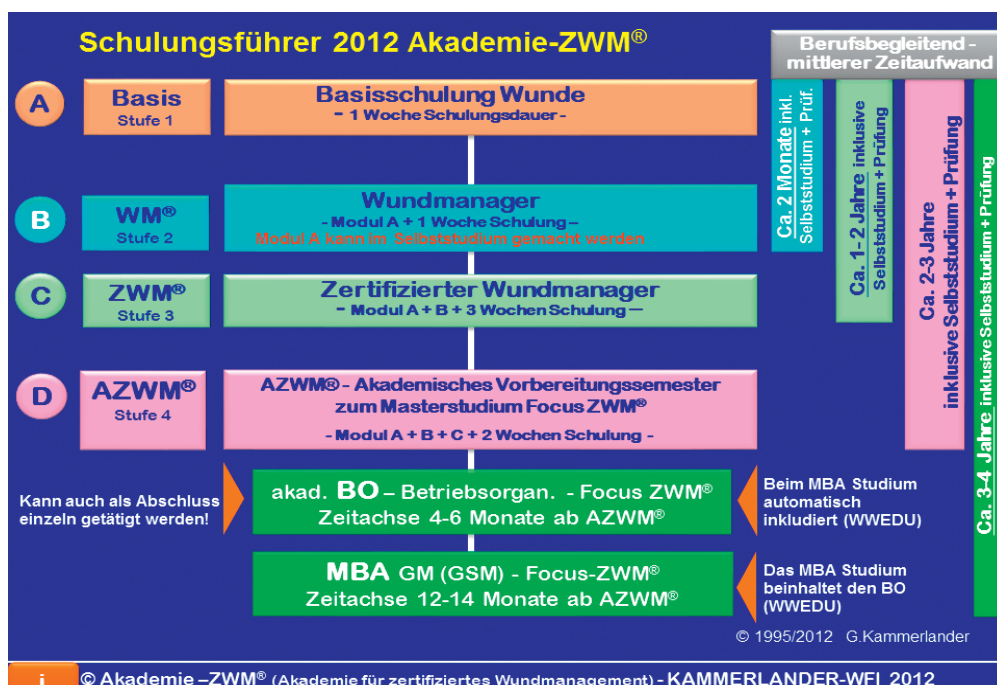 Schulungsführer 2012 Akademie-ZWM®
Berufsbegleitend -
mittlerer Zeitaufwand
A
Basis
Stufe 1
Basisschulung Wunde
- 1 Woche Schulungsdauer -
B
WM®
Stufe 2
Wundmanager
- Modul A + 1 Woche Schulung –
Modul A kann im Selbststudium gemacht werden
C
ZWM®
Stufe 3
Zertifizierter Wundmanager
- Modul A + B + 3 Wochen Schulung —
D
AZWM®
Stufe 4
AZWM® - Akademisches Vorbereitungssemester
zum Masterstudium Focus ZWM®
- Modul A + B + C + 2 Wochen Schulung -
Ca. 2 Monate inkl.
Selbststudium + Prüf.
Ca. 1- 2 Jahre inklusive
Selbststudium + Prüfung
Ca. 2-3 Jahre
inklusive Selbststudium + Prüfung
Ca. 3-4 Jahre inklusive Selbststudium + Prüfung
Kann auch als Abschluss
einzeln getätigt werden!
akad. BO – Betriebsorgan. - Focus ZWM®
Zeitachse 4-6 Monate ab AZWM®
Beim MBA Studium
automatisch
inkludiert (WWEDU)
MBA GM (GSM) - Focus-ZWM®
Zeitachse 12-14 Monate ab AZWM®
Das MBA Studium
beinhaltet den BO
(WWEDU)
© 1995/2012 G.Kammerlander
i
© Akademie –ZWM® (Akademie für zertifiziertes Wundmanagement) - KAMMERLANDER-WFI 2012